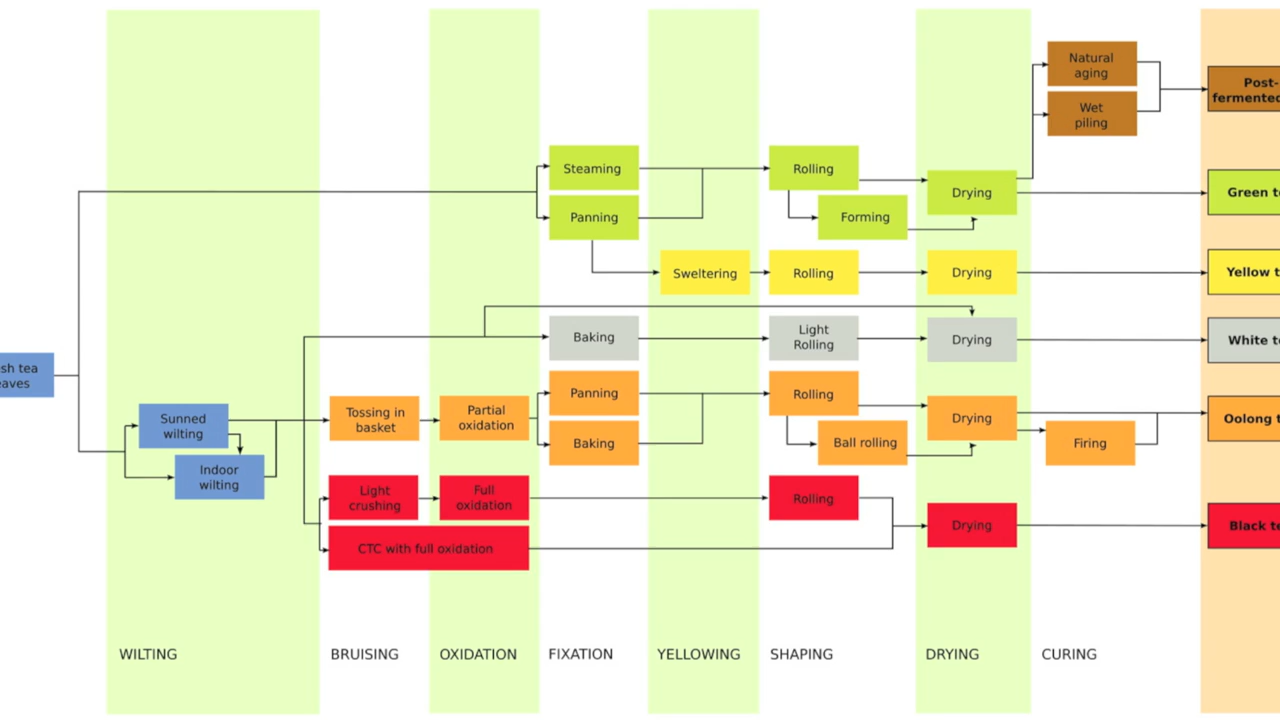 Natural
aging
Wet
piling
Post-
fermented
Steaming
Rolling
Panning
Forming
Drying
Green
Sweltering
Rolling
Drying
Yellow
Baking
Light
Rolling
Drying
White
tea
Sunned
wilting
Indoor
wilting
Tossing in
basket
Partial
oxidation
Panning
Baking
Rolling
Ball rolling
Drying
Firing
Oolong
Light
crushing
Full
oxidation
Rolling
CTC with full oxidation
Drying
Black
WILTING
BRUISING
OXIDATION
FIXATION
YELLOWING
SHAPING
DRYING
CURING